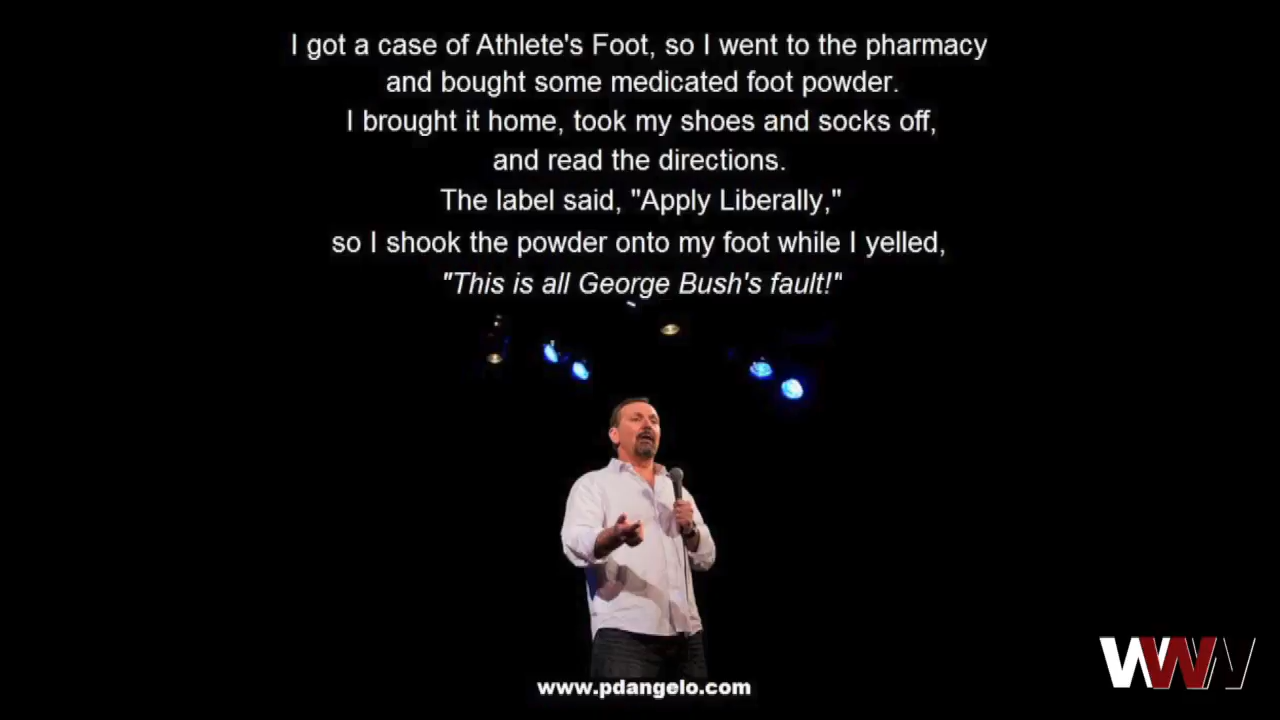 I got a case of Athlete's Foot, so I went to the pharmacy
and bought some medicated foot powder.
I brought it home, took my shoes and socks off,
and read the directions.
The label said, "Apply Liberally,"
so I shook the powder onto my foot while I yelled,
"This is all George Bush's fault!"
www.pdangelo.com
WWW